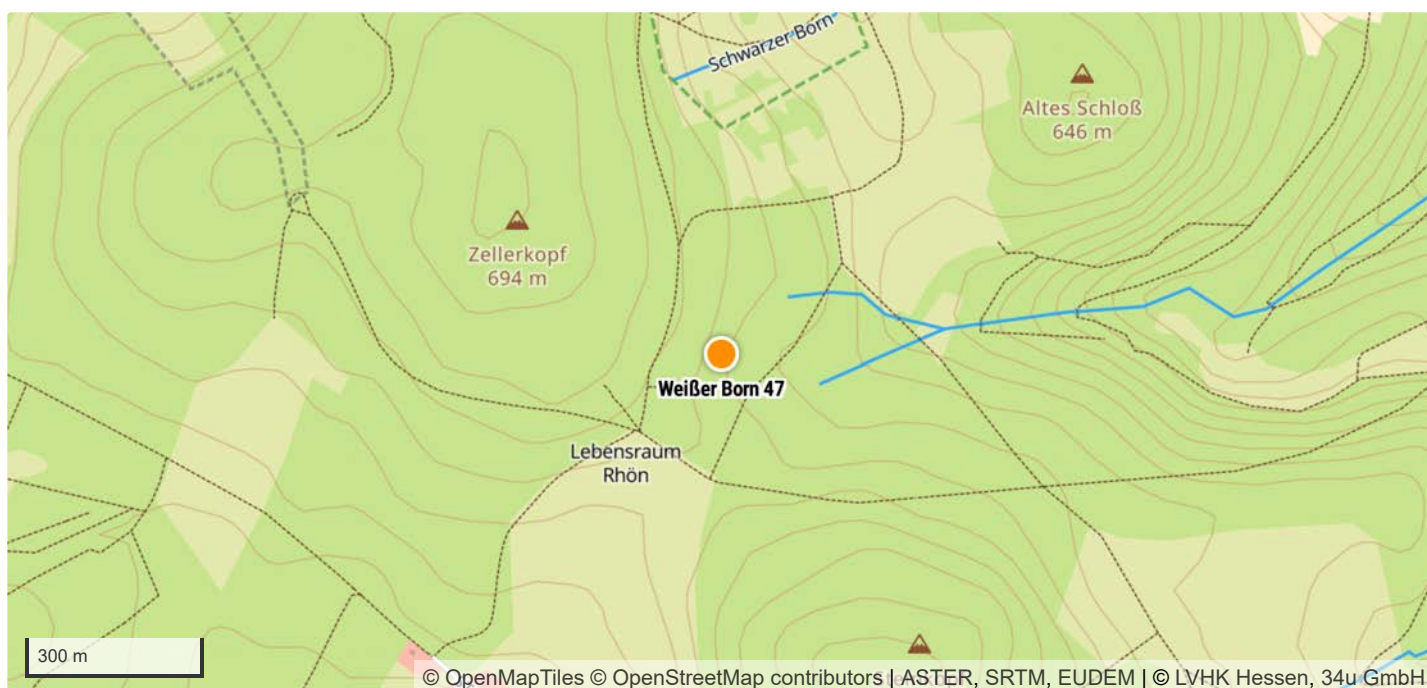 Schwarzer Born
Altes Schloß
646 m
Zellerkopf
694 m
Weißer Born 47
Lebensraum
Rhön
300 m
© OpenMapTiles © OpenStreetMap contributors | ASTER, SRTM, EUDEM | © LVHK Hessen, 34u GmbH